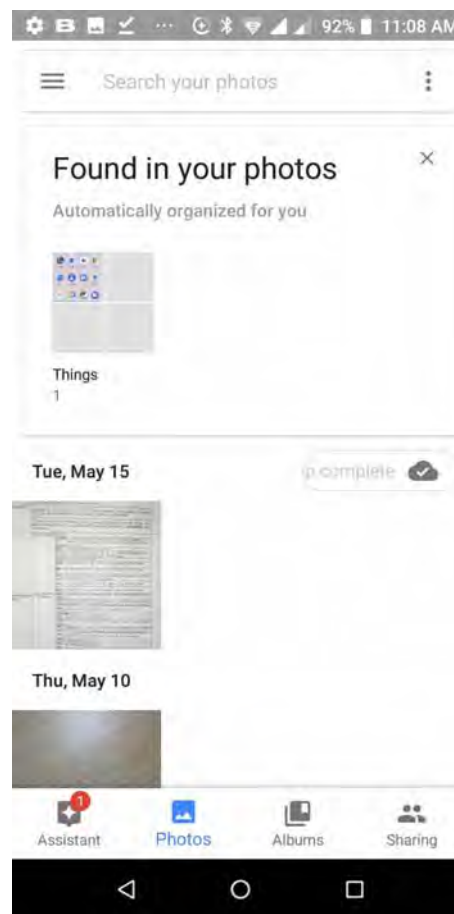 B 92% 11:08 AM
Search your photos
Found in your photos
Automatically organized for you
Things
1
Tue, May 15
p complete
Thu, May 10
1
Assistant Photos Albums Sharing